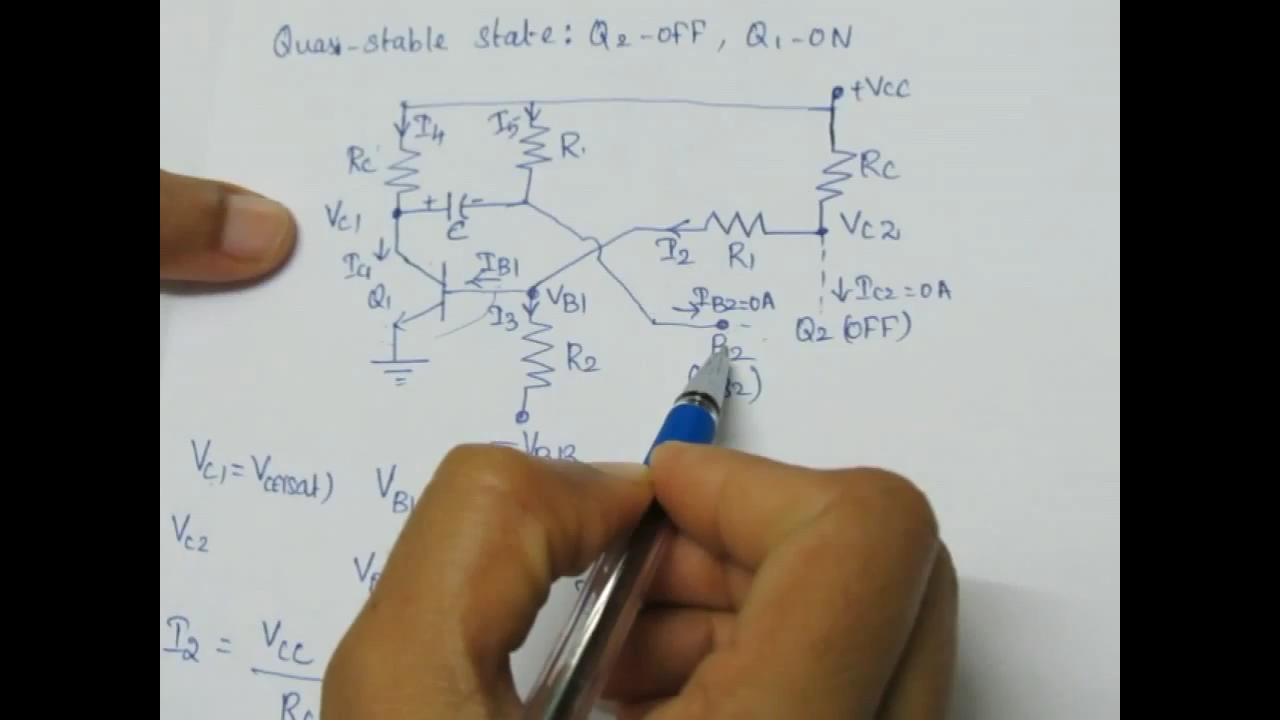 Quasi-stable state: Q2-OFF, Q1-ON
+VCC
I4
I5
RC
R
RC
VC1
+
-
C
VC2
I2
R1
IC1
IB1
Q1
VB1
I3
IB2=0A
IC2=0A
Q2 (OFF)
R2
VC1 = VCE(sat)
VB1
VC2
I2 = VCC